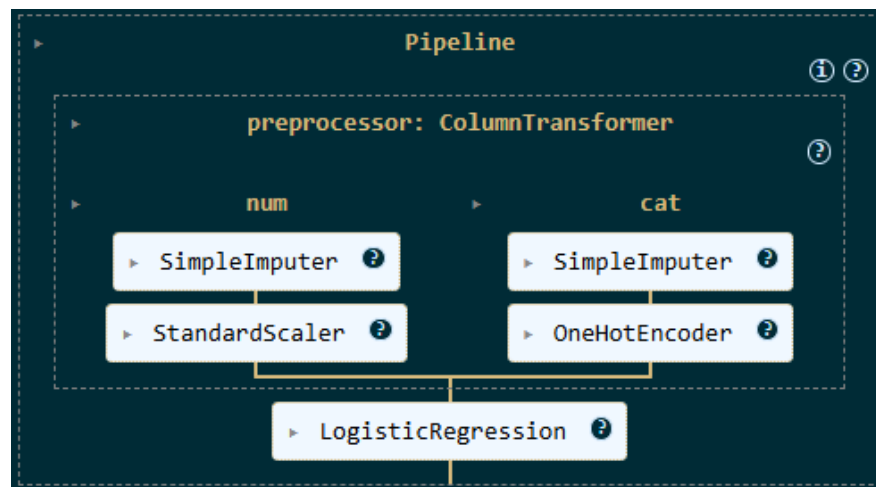 Pipeline
preprocessor: ColumnTransformer
num cat
SimpleImputer ? SimpleImputer ?
StandardScaler ? OneHotEncoder ?
LogisticRegression ?